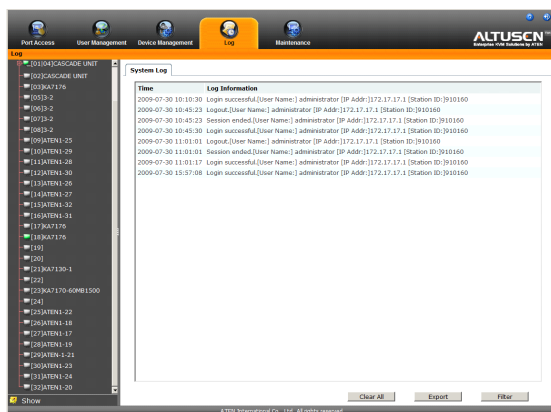 Port Access
User Management
Device Management
Log
Maintenance
ALTUSCN™
Enterprise KVM Solutions by ATEN
Log
[01][04]CASCADE UNIT
[02]CASCADE UNIT
[03]KA7176
[05]3-2
[06]3-2
[07]3-2
[08]3-2
[09]ATEN1-25
[10]ATEN1-29
[11]ATEN1-28
[12]ATEN1-30
[13]ATEN1-26
[14]ATEN1-27
[15]ATEN1-32
[16]ATEN1-31
[17]KA7176
[18]KA7176
[19]
[20]
[21]KA7130-1
[22]
[23]KA7170-60MB1500
[24]
[25]ATEN1-22
[26]ATEN1-18
[27]ATEN1-17
[28]ATEN1-19
[29]ATEN-1-21
[30]ATEN1-23
[31]ATEN1-24
[32]ATEN1-20
Show
System Log
Time Log Information
2009-07-30 10:10:30 Login successful.[User Name:] administrator [IP Addr:]172.17.17.1 [Station ID:]910160
2009-07-30 10:45:23 Logout.[User Name:] administrator [IP Addr:]172.17.17.1 [Station ID:]910160
2009-07-30 10:45:23 Session ended.[User Name:] administrator [IP Addr:]172.17.17.1 [Station ID:]910160
2009-07-30 10:45:30 Login successful.[User Name:] administrator [IP Addr:]172.17.17.1 [Station ID:]910160
2009-07-30 11:01:01 Logout.[User Name:] administrator [IP Addr:]172.17.17.1 [Station ID:]910160
2009-07-30 11:01:01 Session ended.[User Name:] administrator [IP Addr:]172.17.17.1 [Station ID:]910160
2009-07-30 11:01:17 Login successful.[User Name:] administrator [IP Addr:]172.17.17.1 [Station ID:]910160
2009-07-30 15:57:08 Login successful.[User Name:] administrator [IP Addr:]172.17.17.1 [Station ID:]910160
Clear All
Export
Filter
ATEN International Co., Ltd. All rights reserved.